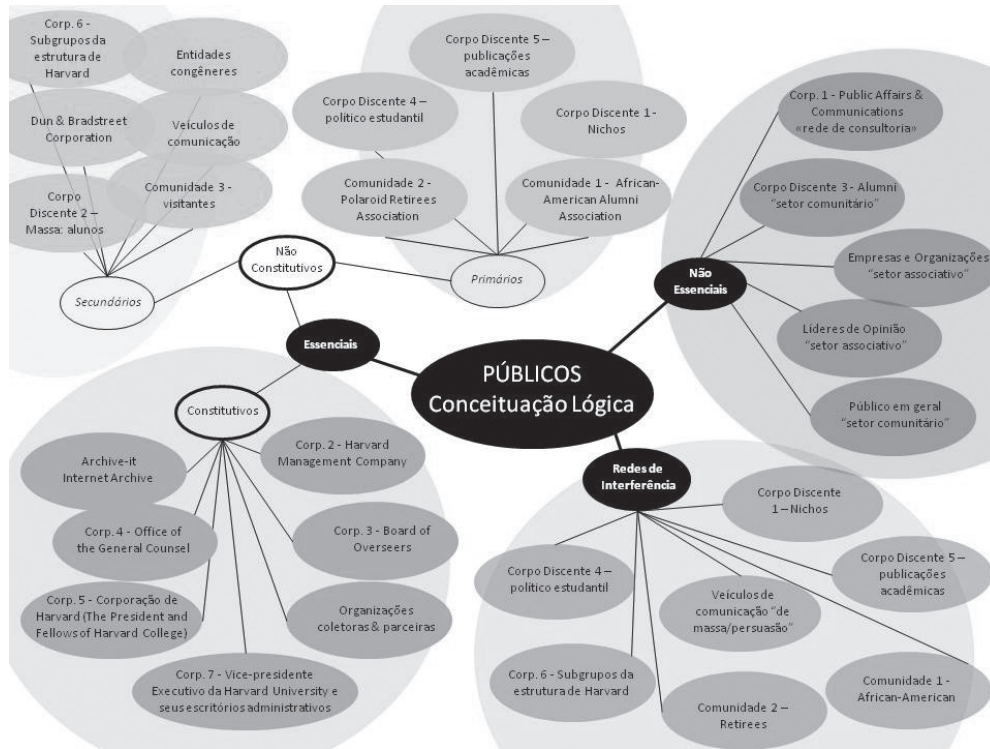 Corp. 6 -
Subgrupos da
estrutura de
Harvard
Entidades
congêneres
Dun & Bradstreet
Corporation
Veículos de
comunicação
Corpo
Discente 2 –
Massa: alunos
Comunidade 3 -
visitantes
Secundários
Não
Constitutivos
Corpo Discente 5 –
publicações
acadêmicas
Corpo Discente 4 –
político estudantil
Corpo Discente 1 -
Nichos
Comunidade 2 -
Polaroid Retirees
Association
Comunidade 1 - African-
American Alumni
Association
Primários
Corp. 1 - Public Affairs &
Communications
«rede de consultoria»
Corpo Discente 3 - Alumni
"setor comunitário"
Empresas e Organizações
"setor associativo"
Líderes de Opinião
"setor associativo"
Público em geral
"setor comunitário"
Não
Essenciais
Essenciais
PÚBLICOS
Conceituação Lógica
Constitutivos
Archive-it
Internet Archive
Corp. 2 - Harvard
Management Company
Corp. 4 - Office of
the General Counsel
Corp. 3 - Board of
Overseers
Corp. 5 - Corporação de
Harvard (The President and
Fellows of Harvard College)
Organizações
coletoras & parceiras
Corp. 7 - Vice-presidente
Executivo da Harvard University e
seus escritórios administrativos
Redes de
Interferência
Corpo Discente
1 – Nichos
Corpo Discente 4 –
político estudantil
Veículos de
comunicação "de
massa/persuasão"
Corpo Discente 5 –
publicações
acadêmicas
Corp. 6 - Subgrupos da
estrutura de Harvard
Comunidade 2 –
Retirees
Comunidade 1 -
African-American